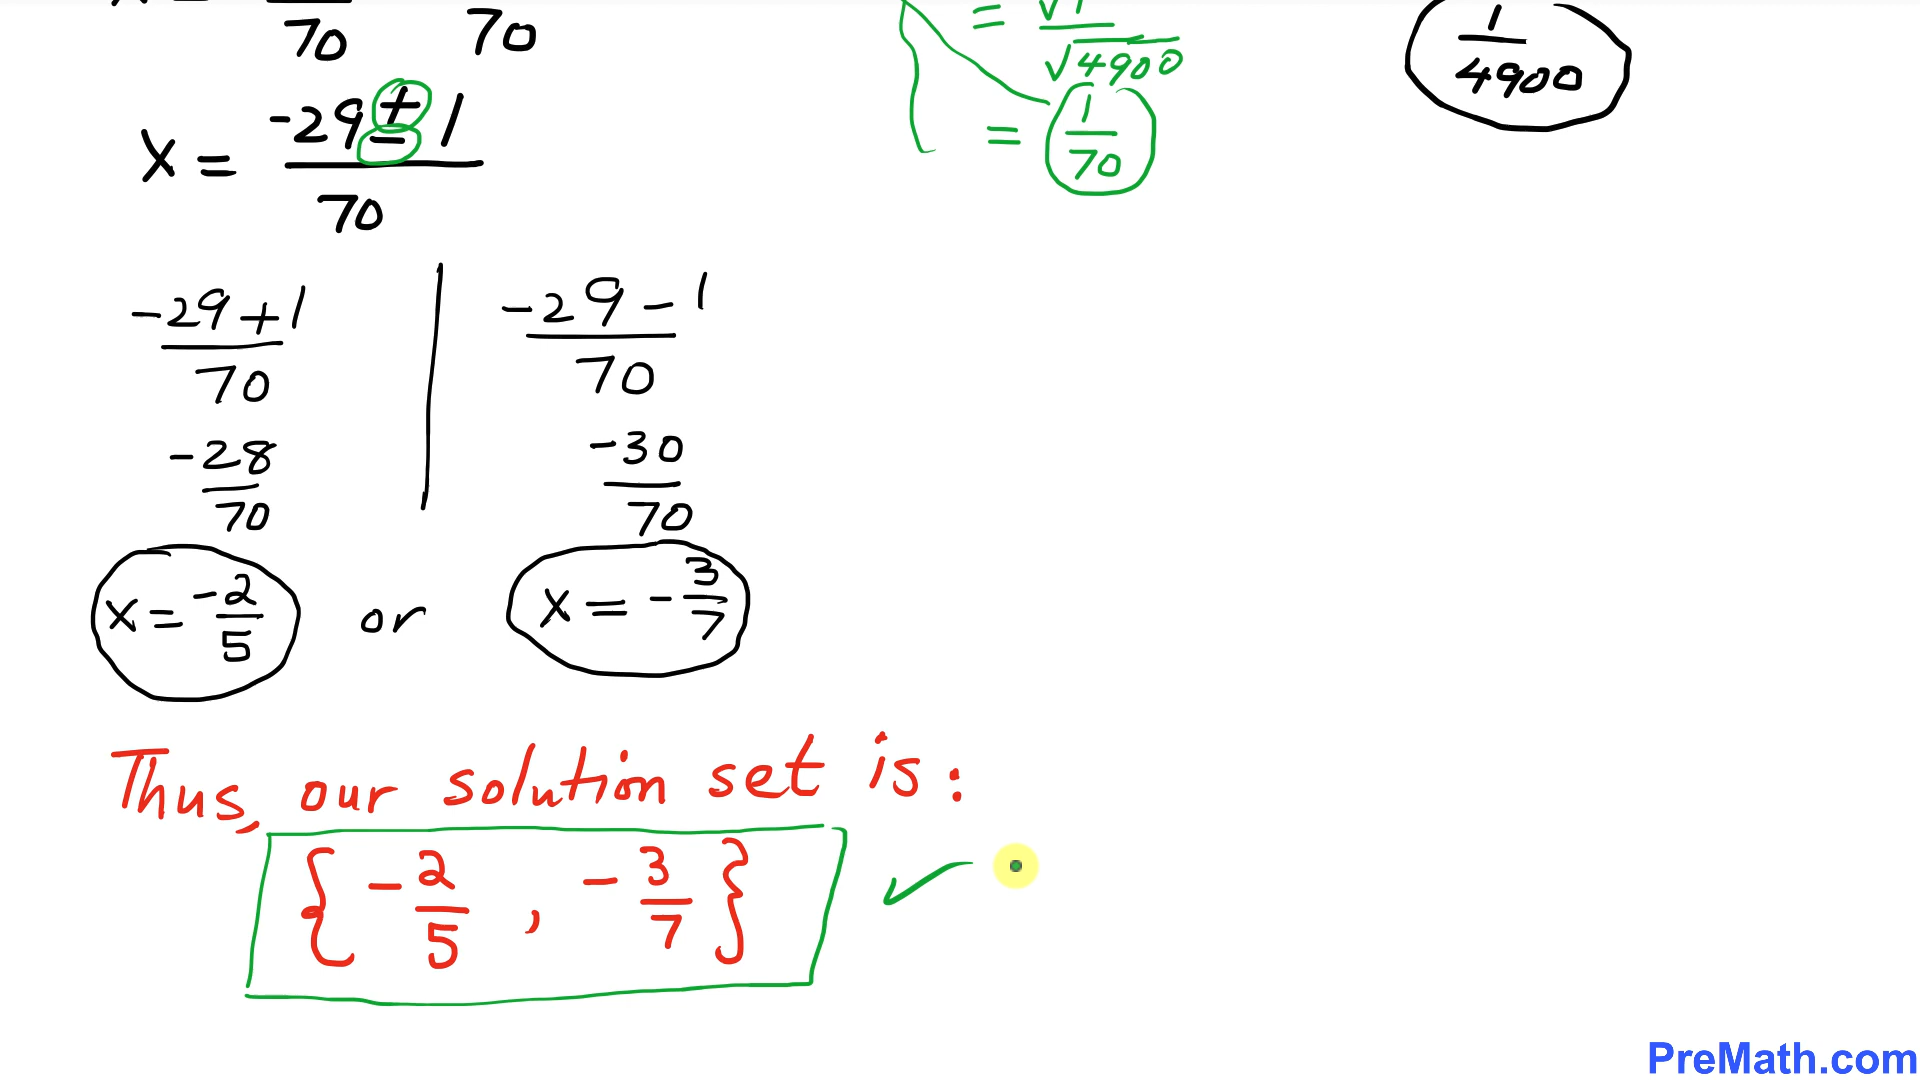 70 70
x = (-29 ± 1)/70
(-29 + 1)/70 (-29 - 1)/70
-28/70 -30/70
x = -2/5 or x = -3/7
Thus, our solution set is:
{ -2/5 , -3/7 }
= √1/√4900
= 1/70
1/4900
PreMath.com